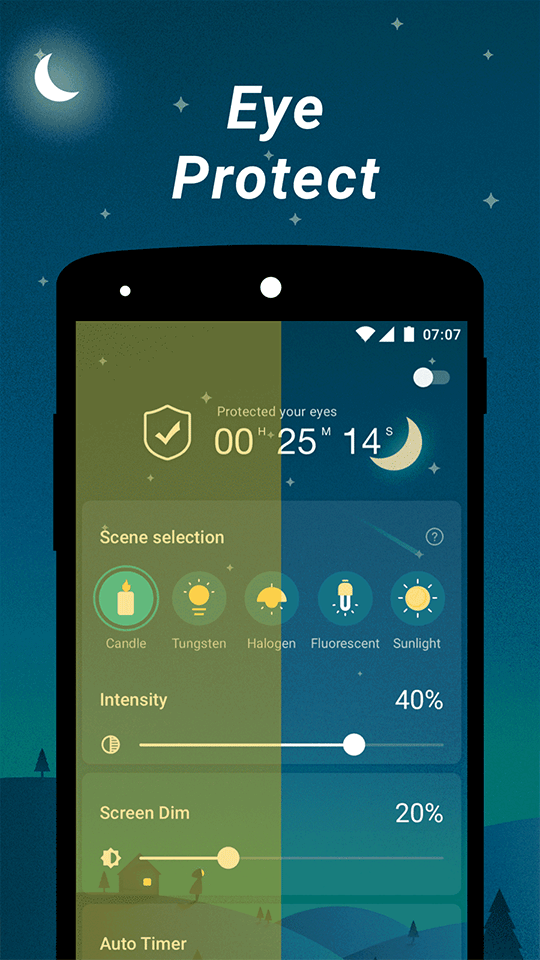 Eye
Protect
07:07
Protected your eyes
00 H 25 M 14 S
Scene selection
?
Candle Tungsten Halogen Fluorescent Sunlight
Intensity 40%
Screen Dim 20%
Auto Timer